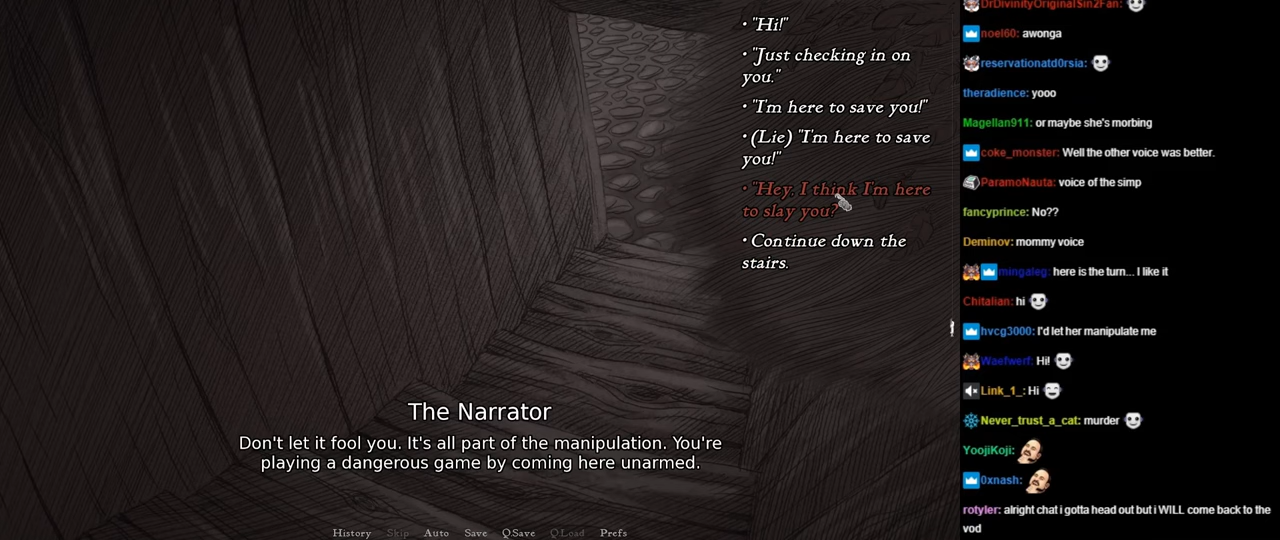 • "Hi!"
• "Just checking in on
you."
• "I'm here to save you!"
• (Lie) "I'm here to save
you!"
• "Hey, I think I'm here
to slay you?"
• Continue down the
stairs.
The Narrator
Don't let it fool you. It's all part of the manipulation. You're
playing a dangerous game by coming here unarmed.
History Skip Auto Save QSave Q.Load Prefs
DrDivinityOriginalSin2Fan:
noel60: awonga
reservationatd0rsia:
theradience: yooo
Magellan911: or maybe she's morbing
coke_monster: Well the other voice was better.
ParamoNauta: voice of the simp
fancyprince: No??
Deminov: mommy voice
mingaleg: here is the turn... I like it
Chitalian: hi
hvcg3000: I'd let her manipulate me
Waefwerf: Hi!
Link_1_: Hi
Never_trust_a_cat: murder
YoojiKoji:
0xnash:
rotyler: alright chat i gotta head out but i WILL come back to the
vod